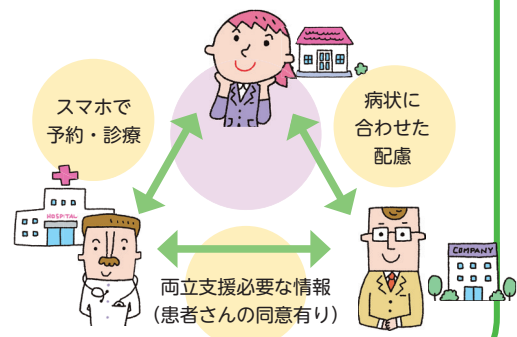 スマホで
予約・診療
病状に
合わせた
配慮
HOSPITAL
COMPANY
両立支援必要な情報
(患者さんの同意有り)